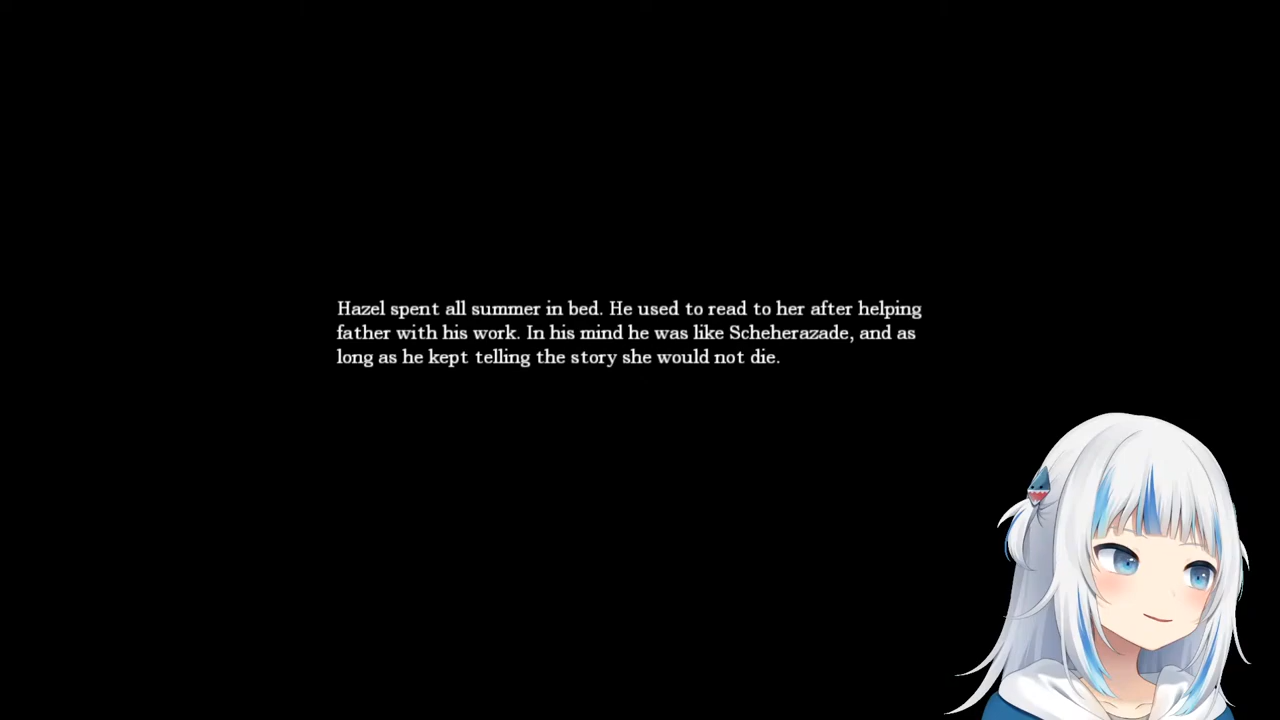 Hazel spent all summer in bed. He used to read to her after helping
father with his work. In his mind he was like Scheherazade, and as
long as he kept telling the story she would not die.